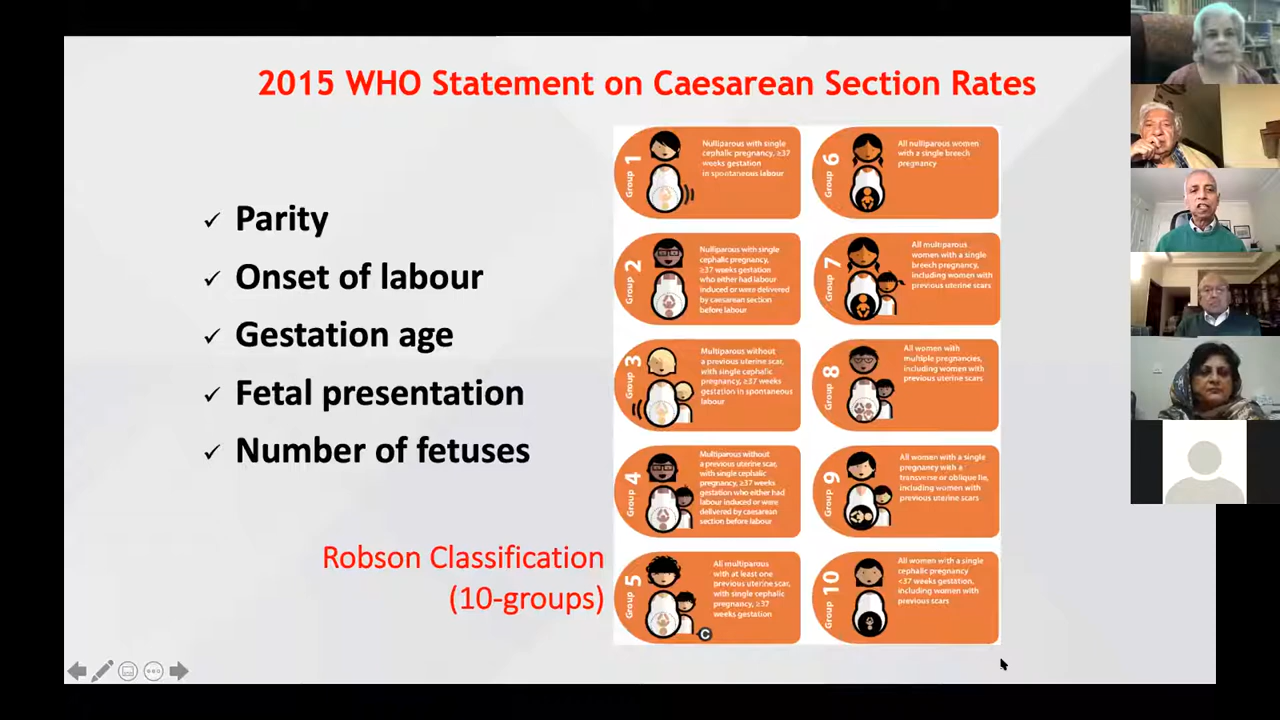 2015 WHO Statement on Caesarean Section Rates
✓ Parity
✓ Onset of labour
✓ Gestation age
✓ Fetal presentation
✓ Number of fetuses
Robson Classification
(10-groups)
Group 1
Nulliparous with single
cephalic pregnancy, ≥37
weeks gestation
in spontaneous labour
Group 2
Nulliparous with single
cephalic pregnancy,
≥37 weeks gestation
who either had labour
induced or were delivered
by caesarean section
before labour
Group 3
Multiparous without
a previous uterine scar,
with single cephalic
pregnancy, ≥37 weeks
gestation in spontaneous
labour
Group 4
Multiparous without
a previous uterine scar,
with single cephalic
pregnancy, ≥37 weeks
gestation who either had
labour induced or were
delivered by caesarean
section before labour
Group 5
All multiparous
with at least one
previous uterine scar,
with single cephalic
pregnancy, ≥37
weeks gestation
C
Group 6
All nulliparous women
with a single breech
pregnancy
Group 7
All multiparous
women with a single
breech pregnancy,
including women with
previous uterine scars
Group 8
All women with
multiple pregnancies,
including women with
previous uterine scars
Group 9
All women with a single
pregnancy with a
transverse or oblique lie,
including women with
previous uterine scars
Group 10
All women with a single
cephalic pregnancy
<37 weeks gestation,
including women with
previous scars